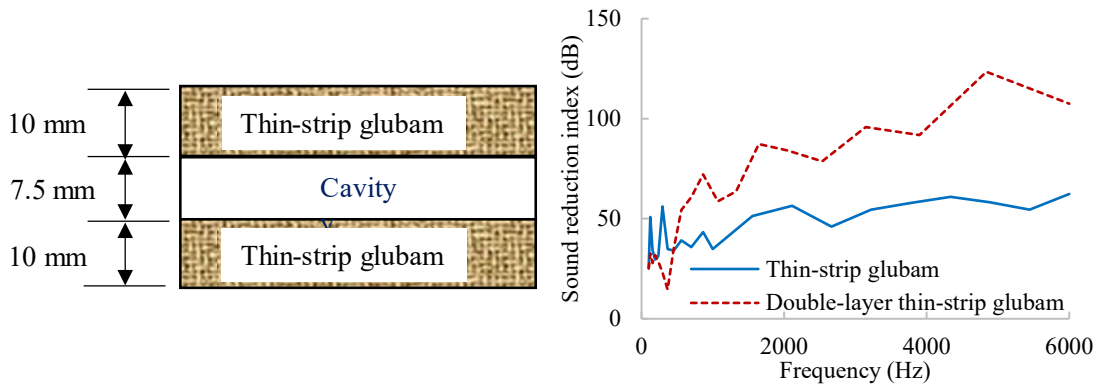 10 mm
Thin-strip glubam
7.5 mm
Cavity
10 mm
Thin-strip glubam
Sound reduction index (dB)
150
100
50
0
Thin-strip glubam
Double-layer thin-strip glubam
0 2000 4000 6000
Frequency (Hz)